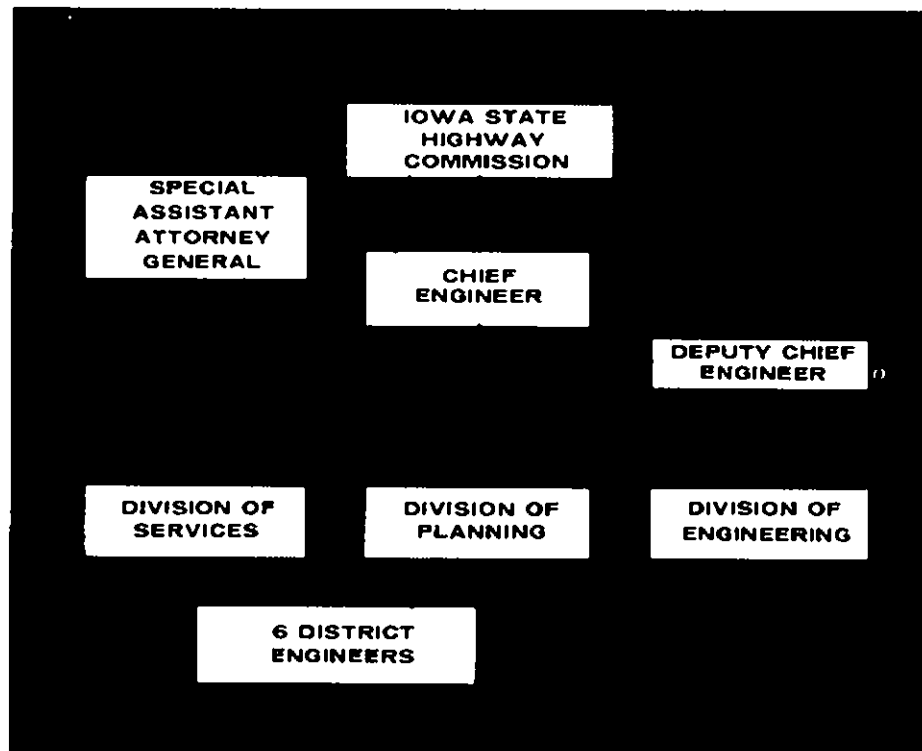 IOWA STATE
HIGHWAY
COMMISSION
SPECIAL
ASSISTANT
ATTORNEY
GENERAL
CHIEF
ENGINEER
DEPUTY CHIEF
ENGINEER
DIVISION OF
SERVICES
DIVISION OF
PLANNING
DIVISION OF
ENGINEERING
6 DISTRICT
ENGINEERS